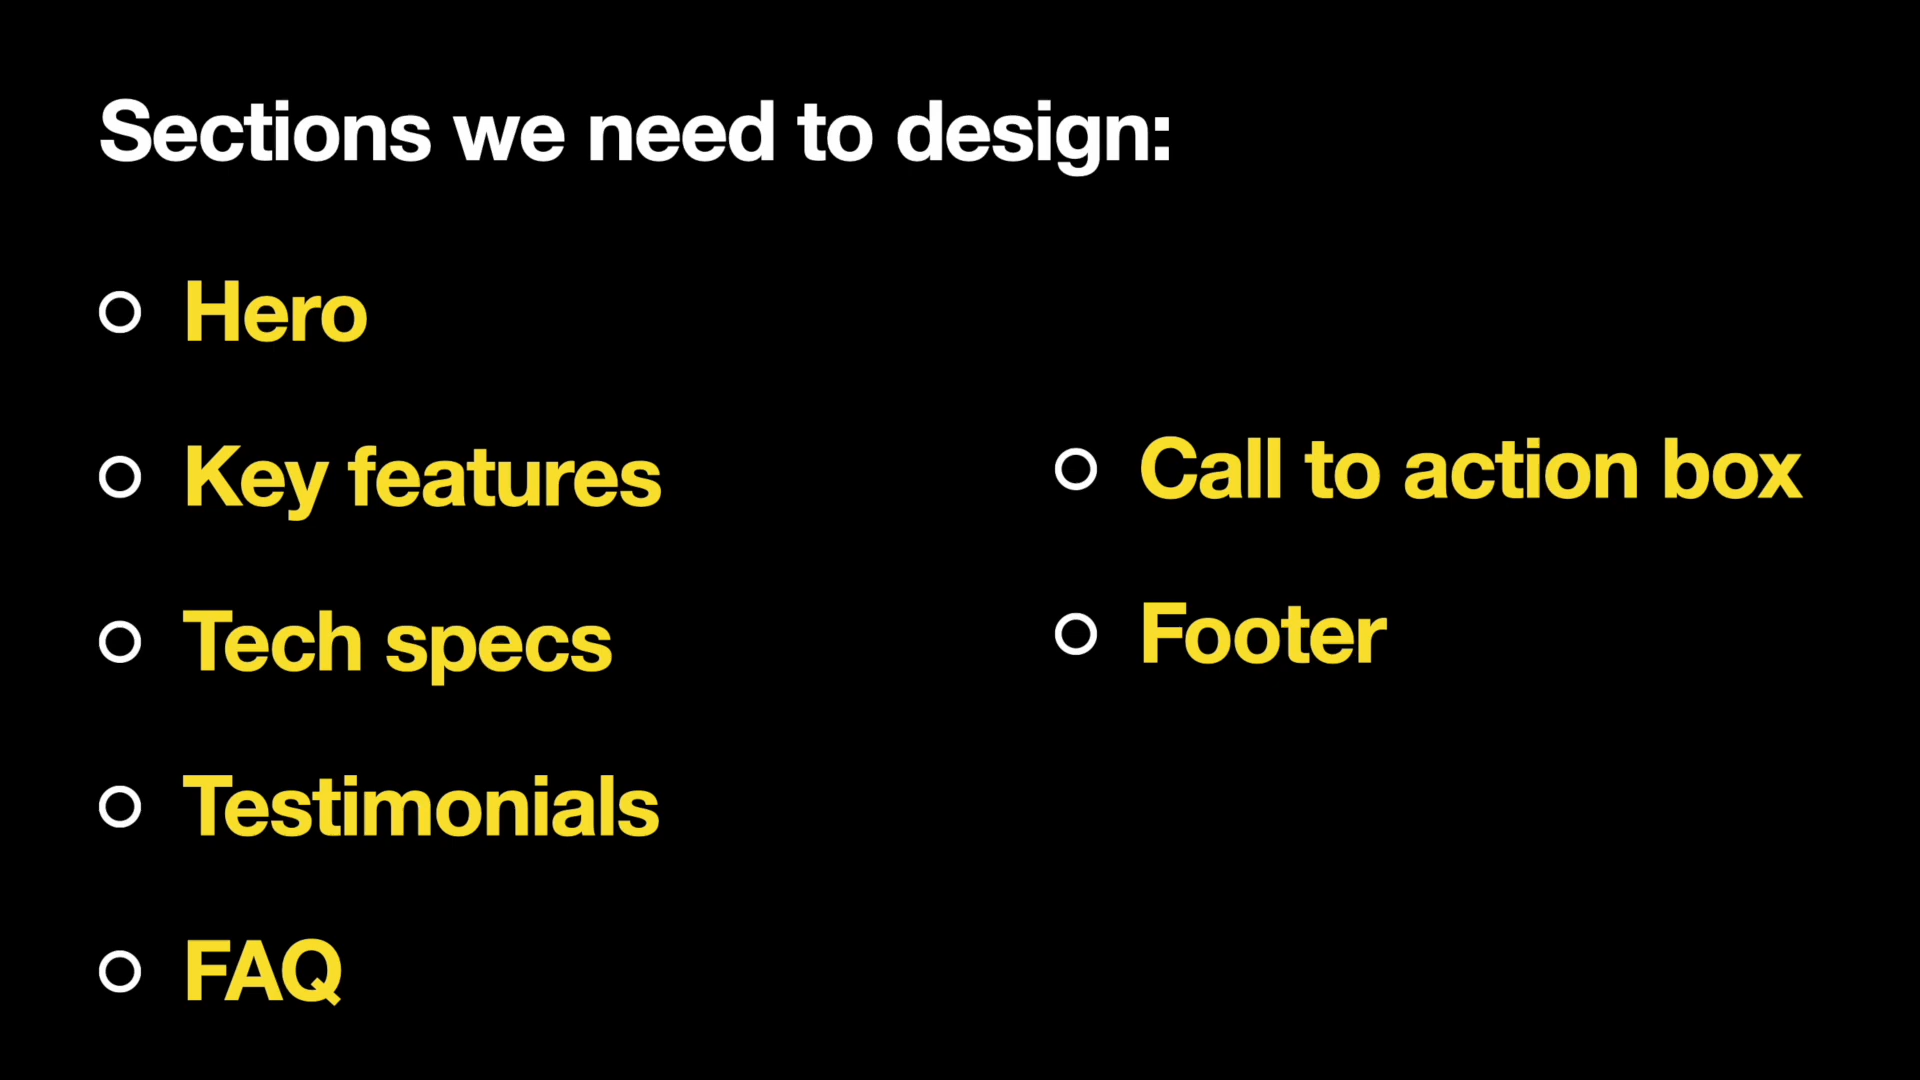 Sections we need to design:
Hero
Key features
Tech specs
Testimonials
FAQ
Call to action box
Footer